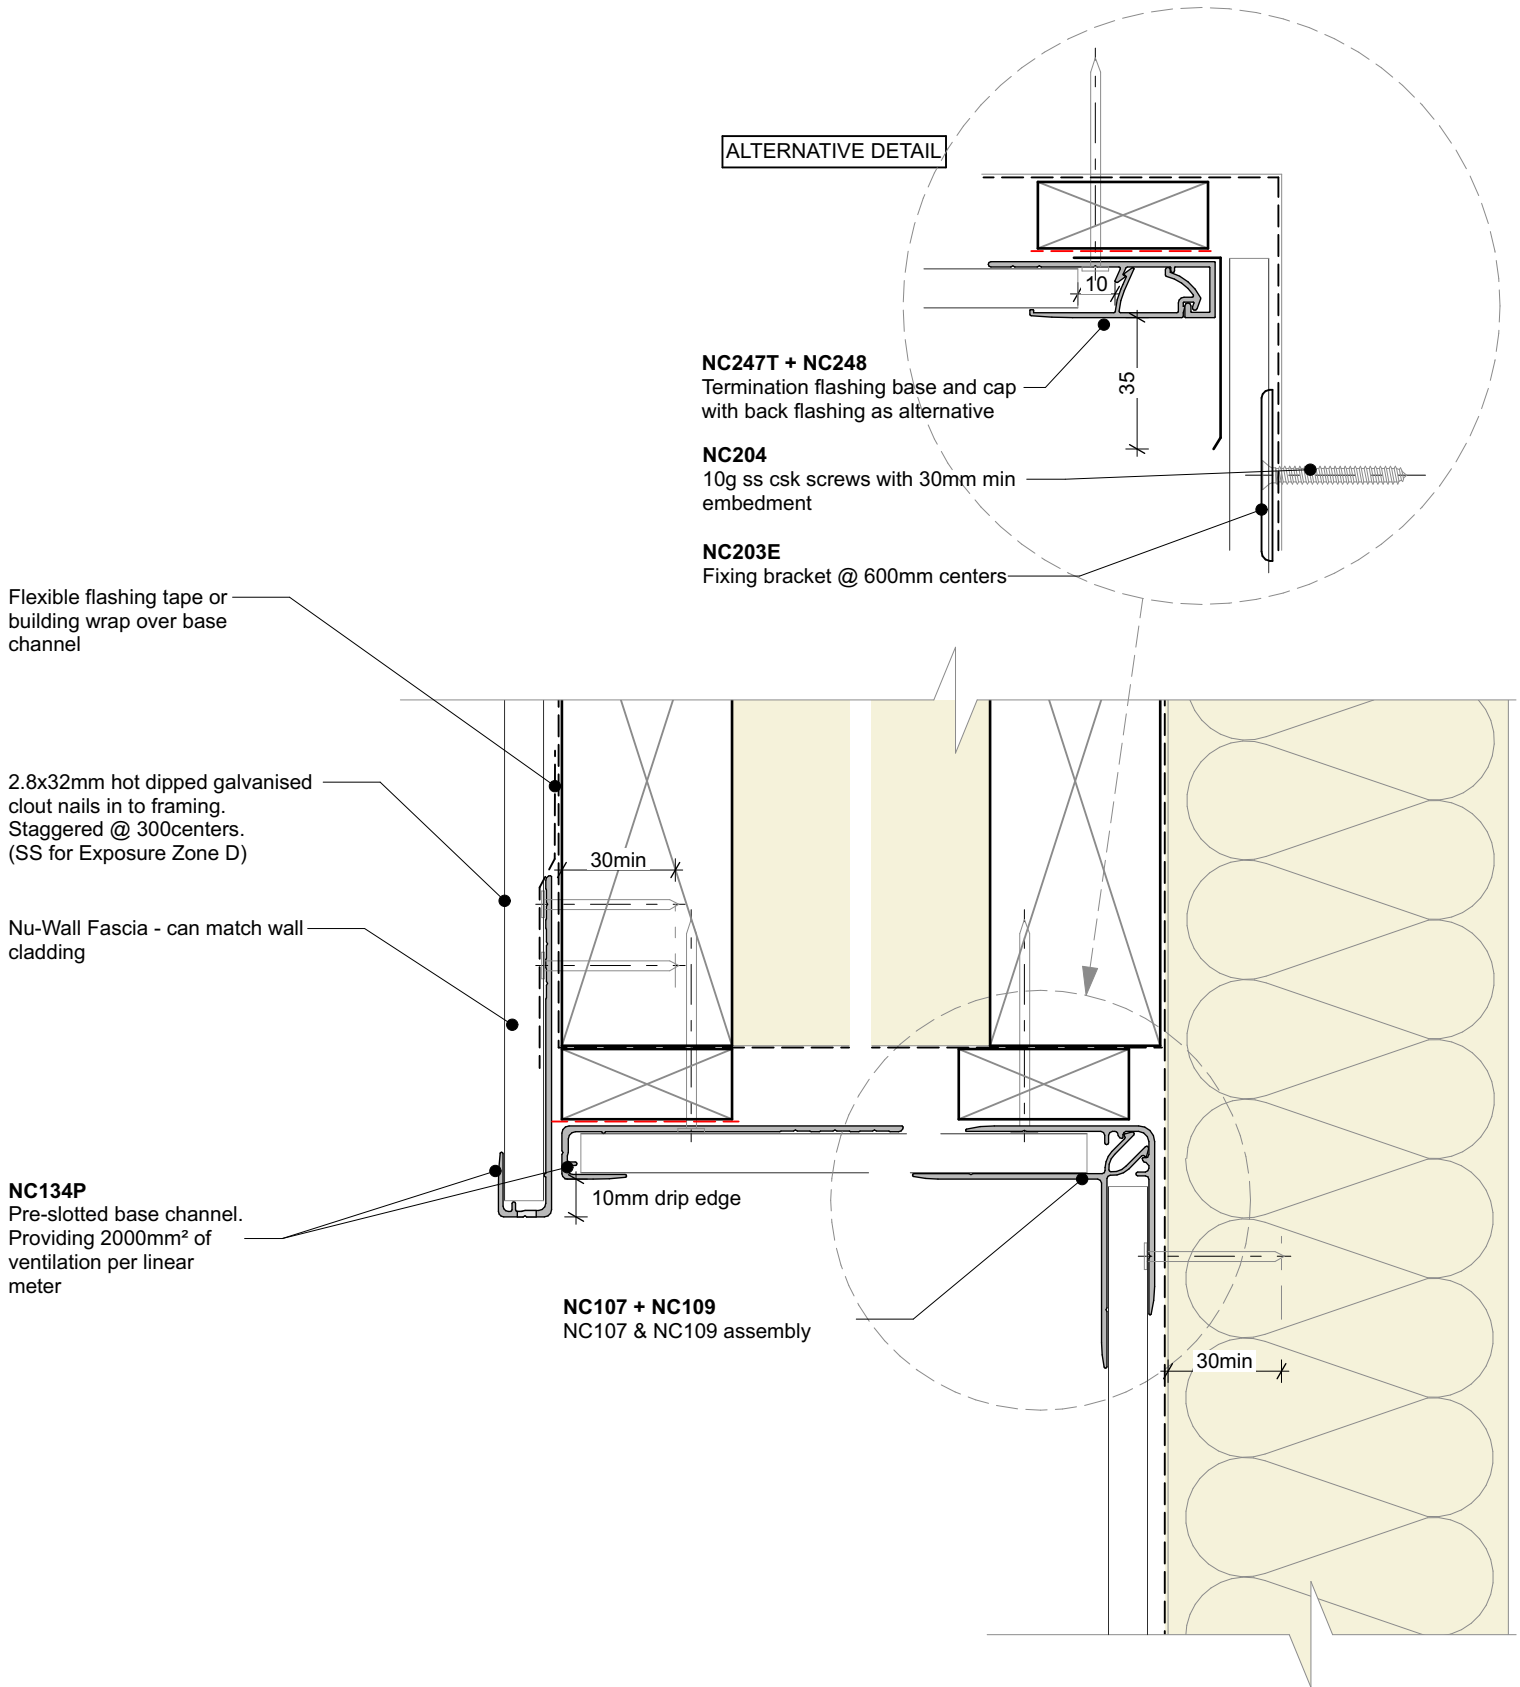 ALTERNATIVE DETAIL
10
35
NC247T + NC248
Termination flashing base and cap
with back flashing as alternative
NC204
10g ss csk screws with 30mm min
embedment
NC203E
Fixing bracket @ 600mm centers
Flexible flashing tape or
building wrap over base
channel
2.8x32mm hot dipped galvanised
clout nails in to framing.
Staggered @ 300centers.
(SS for Exposure Zone D)
30min
Nu-Wall Fascia - can match wall
cladding
NC134P
Pre-slotted base channel.
Providing 2000mm² of
ventilation per linear
meter
10mm drip edge
NC107 + NC109
NC107 & NC109 assembly
30min